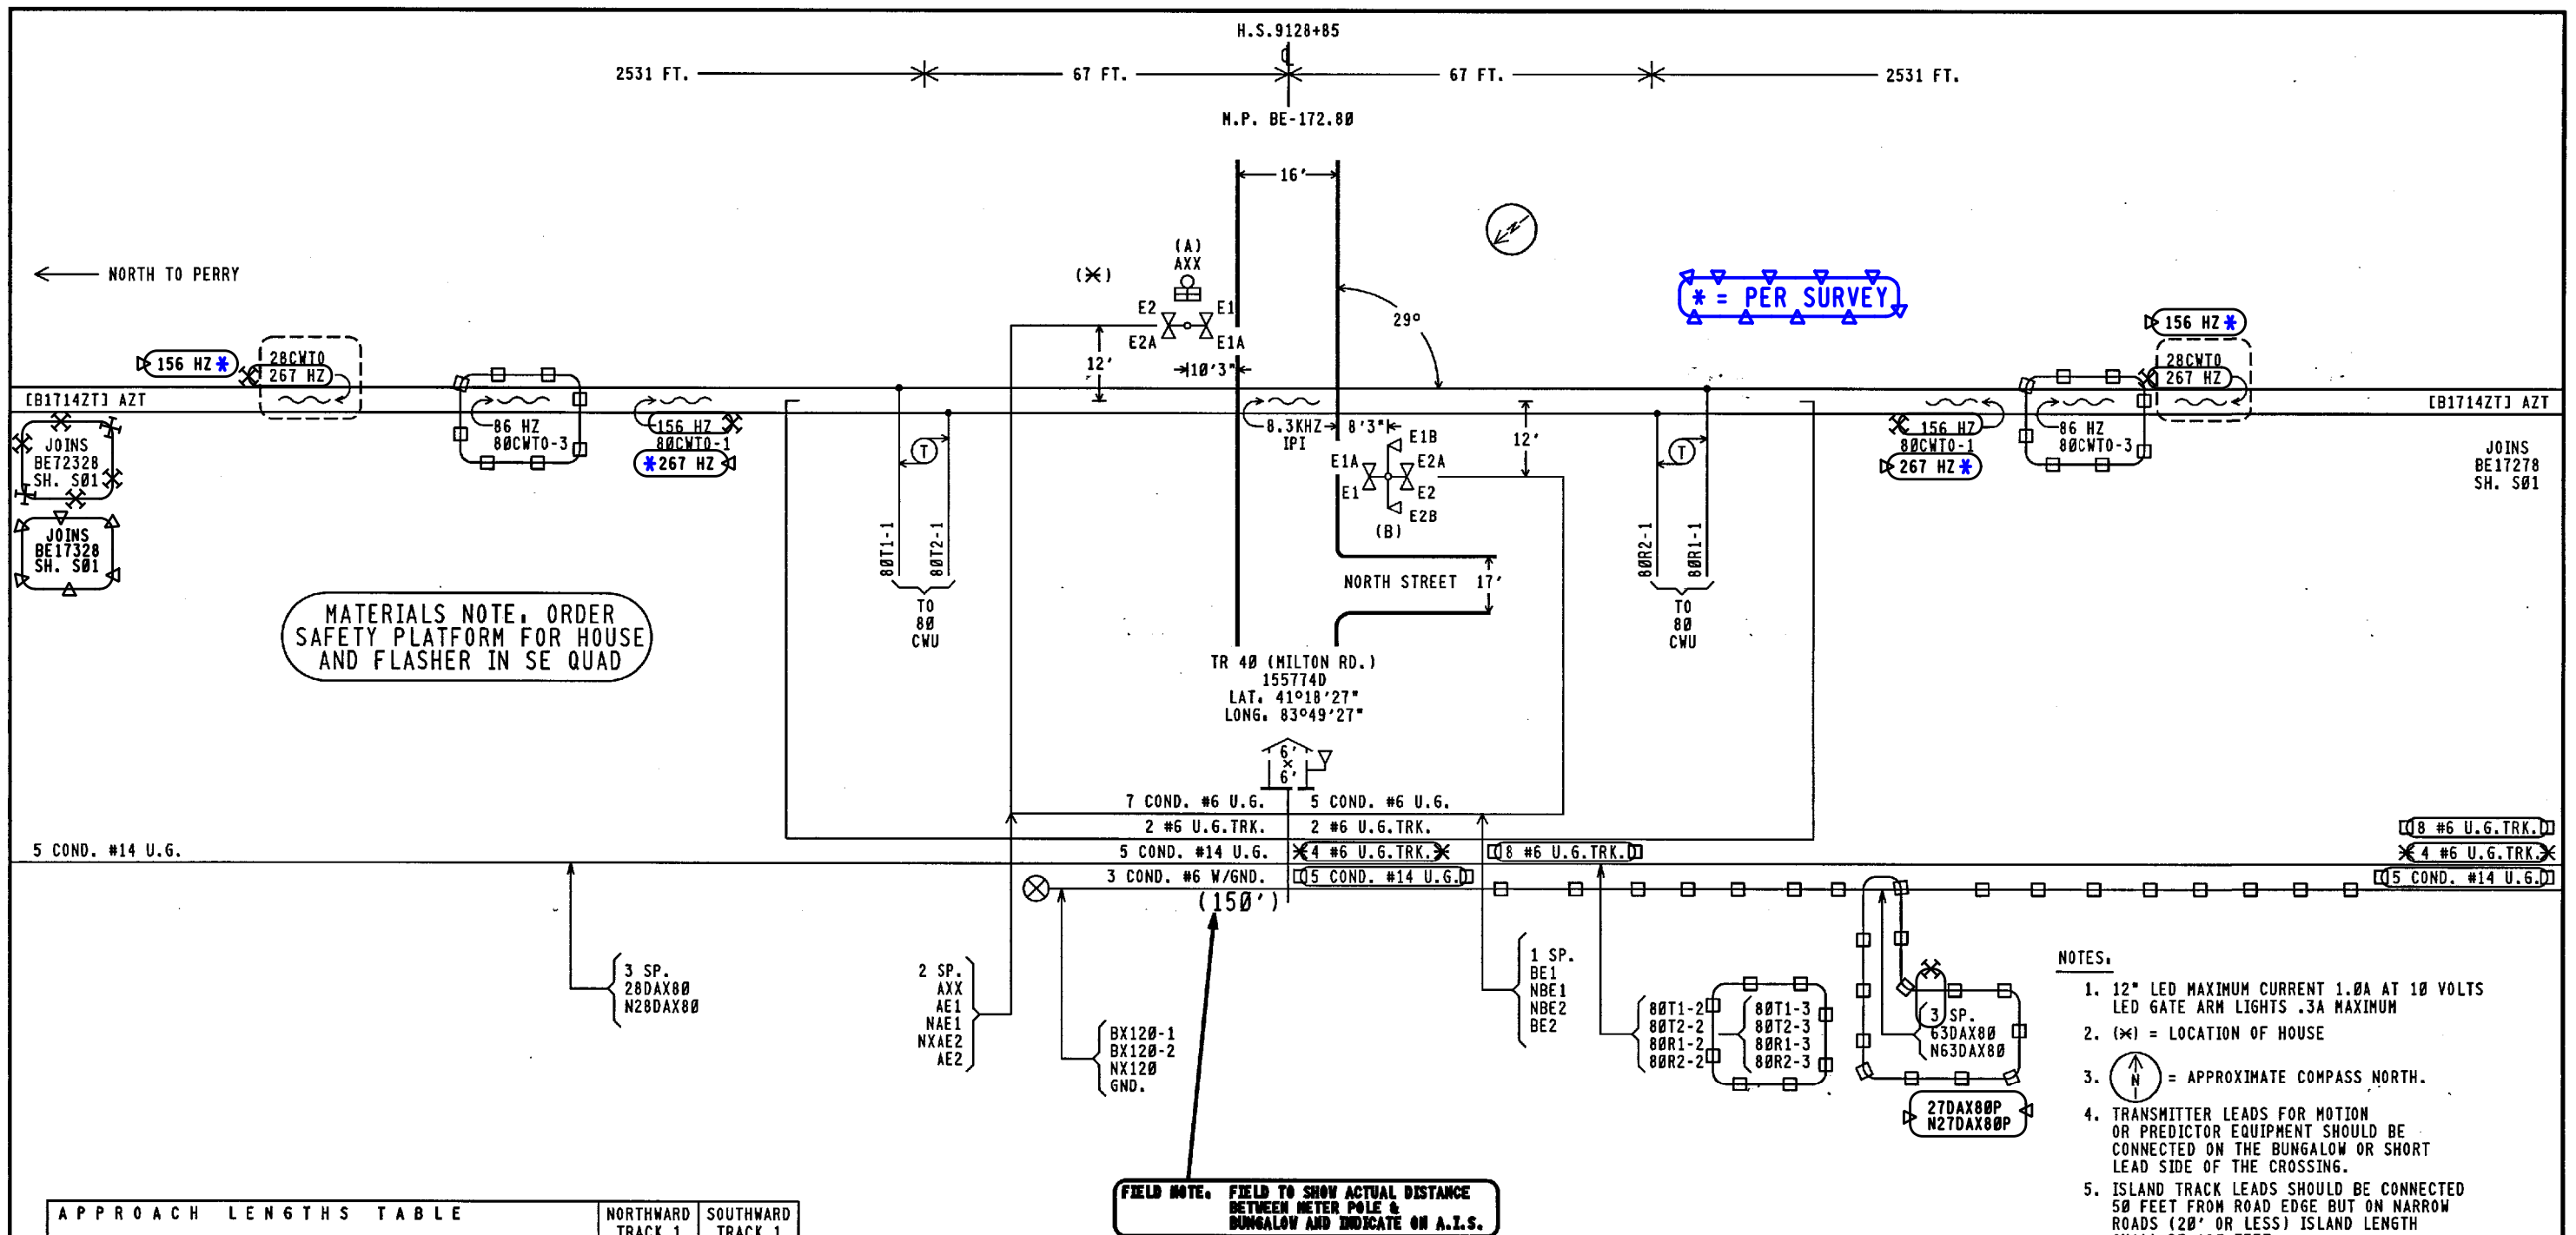 H.S.9128+85
2531 FT.
67 FT.
67 FT.
2531 FT.
M.P. BE-172.80
16'
(A)
AXX
NORTH TO PERRY
(*)
E2
E1
E2A
E1A
12'
10'3"
29º
* = PER SURVEY
N
156 HZ *
28CWTO
267 HZ
156 HZ *
28CWTO
267 HZ
[B1714ZT] AZT
[B1714ZT] AZT
86 HZ
80CWTO-3
156 HZ
80CWTO-1
* 267 HZ
8.3KHZ
IPI
8'3"
E1B
E1A
E2A
E1
E2
E2B
(B)
12'
156 HZ
80CWTO-1
267 HZ *
86 HZ
80CWTO-3
JOINS
BE72328
SH. S01
JOINS
BE17328
SH. S01
JOINS
BE17278
SH. S01
T
T
80T1-1
80T2-1
80R2-1
80R1-1
TO
80
CWU
TO
80
CWU
NORTH STREET 17'
MATERIALS NOTE: ORDER
SAFETY PLATFORM FOR HOUSE
AND FLASHER IN SE QUAD
TR 40 (MILTON RD.)
155774D
LAT. 41º18'27"
LONG. 83º49'27"
6'
×
6'
7 COND. #6 U.G.
5 COND. #6 U.G.
2 #6 U.G.TRK.
2 #6 U.G.TRK.
8 #6 U.G.TRK.
5 COND. #14 U.G.
5 COND. #14 U.G.
4 #6 U.G.TRK.
8 #6 U.G.TRK.
4 #6 U.G.TRK.
3 COND. #6 W/GND.
5 COND. #14 U.G.
5 COND. #14 U.G.
(150')
3 SP.
28DAX80
N28DAX80
2 SP.
AXX
AE1
NAE1
NXAE2
AE2
BX120-1
BX120-2
NX120
GND.
1 SP.
BE1
NBE1
NBE2
BE2
80T1-2
80T2-2
80R1-2
80R2-2
80T1-3
80T2-3
80R1-3
80R2-3
3 SP.
63DAX80
N63DAX80
27DAX80P
N27DAX80P
NOTES:
1. 12" LED MAXIMUM CURRENT 1.0A AT 10 VOLTS
LED GATE ARM LIGHTS .3A MAXIMUM
2. (*) = LOCATION OF HOUSE
3. N = APPROXIMATE COMPASS NORTH.
4. TRANSMITTER LEADS FOR MOTION
OR PREDICTOR EQUIPMENT SHOULD BE
CONNECTED ON THE BUNGALOW OR SHORT
LEAD SIDE OF THE CROSSING.
5. ISLAND TRACK LEADS SHOULD BE CONNECTED
50 FEET FROM ROAD EDGE BUT ON NARROW
ROADS (20' OR LESS) ISLAND LENGTH
FIELD NOTE: FIELD TO SHOW ACTUAL DISTANCE
BETWEEN METER POLE &
BUNGALOW AND INDICATE ON A.I.S.
APPROACH LENGTHS TABLE
NORTHWARD
TRACK 1
SOUTHWARD
TRACK 1